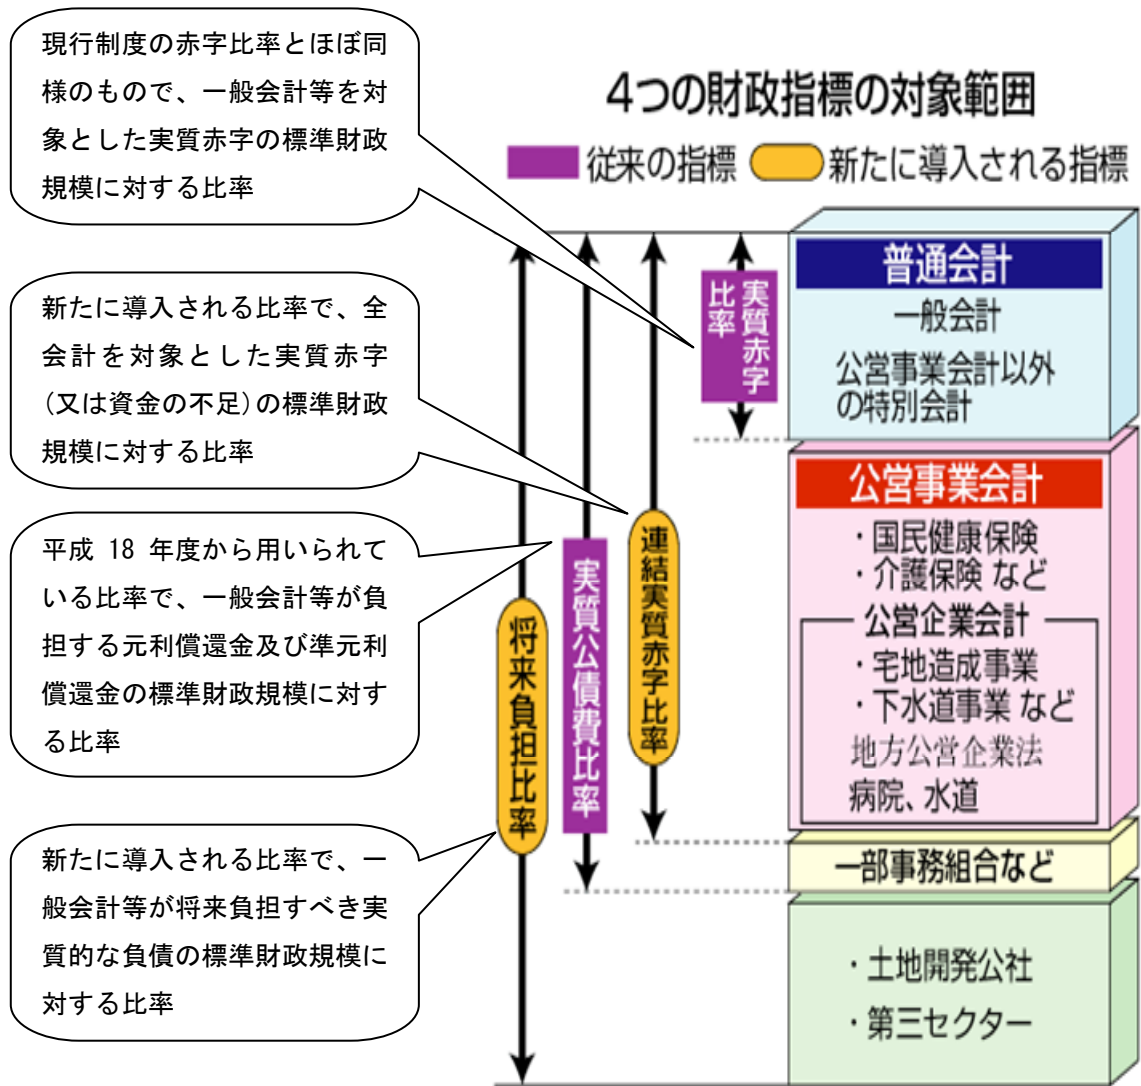 現行制度の赤字比率とほぼ同
様のもので、一般会計等を対
象とした実質赤字の標準財政
規模に対する比率
新たに導入される比率で、全
会計を対象とした実質赤字
(又は資金の不足)の標準財政
規模に対する比率
平成 18 年度から用いられて
いる比率で、一般会計等が負
担する元利償還金及び準元利
償還金の標準財政規模に対す
る比率
新たに導入される比率で、一
般会計等が将来負担すべき実
質的な負債の標準財政規模に
対する比率
4つの財政指標の対象範囲
従来の指標
新たに導入される指標
将来負担比率
実質公債費比率
連結実質赤字比率
実質赤字
比率
普通会計
一般会計
公営事業会計以外
の特別会計
公営事業会計
・国民健康保険
・介護保険 など
公営企業会計
・宅地造成事業
・下水道事業 など
地方公営企業法
病院、水道
一部事務組合など
・土地開発公社
・第三セクター